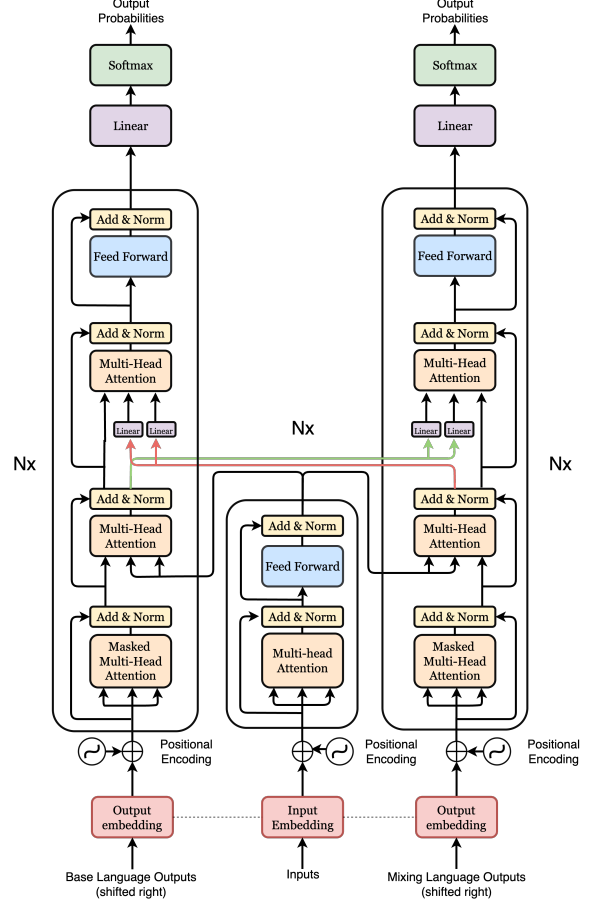 Output
Probabilities
Output
Probabilities
Softmax
Softmax
Linear
Linear
Add & Norm
Add & Norm
Feed Forward
Feed Forward
Add & Norm
Add & Norm
Multi-Head
Attention
Multi-Head
Attention
Linear
Linear
Linear
Linear
Nx
Nx
Nx
Add & Norm
Add & Norm
Multi-Head
Attention
Multi-Head
Attention
Add & Norm
Feed Forward
Add & Norm
Add & Norm
Add & Norm
Masked
Multi-Head
Attention
Multi-head
Attention
Masked
Multi-Head
Attention
Positional
Encoding
Positional
Encoding
Positional
Encoding
Output
embedding
Input
Embedding
Output
embedding
Base Language Outputs
(shifted right)
Inputs
Mixing Language Outputs
(shifted right)